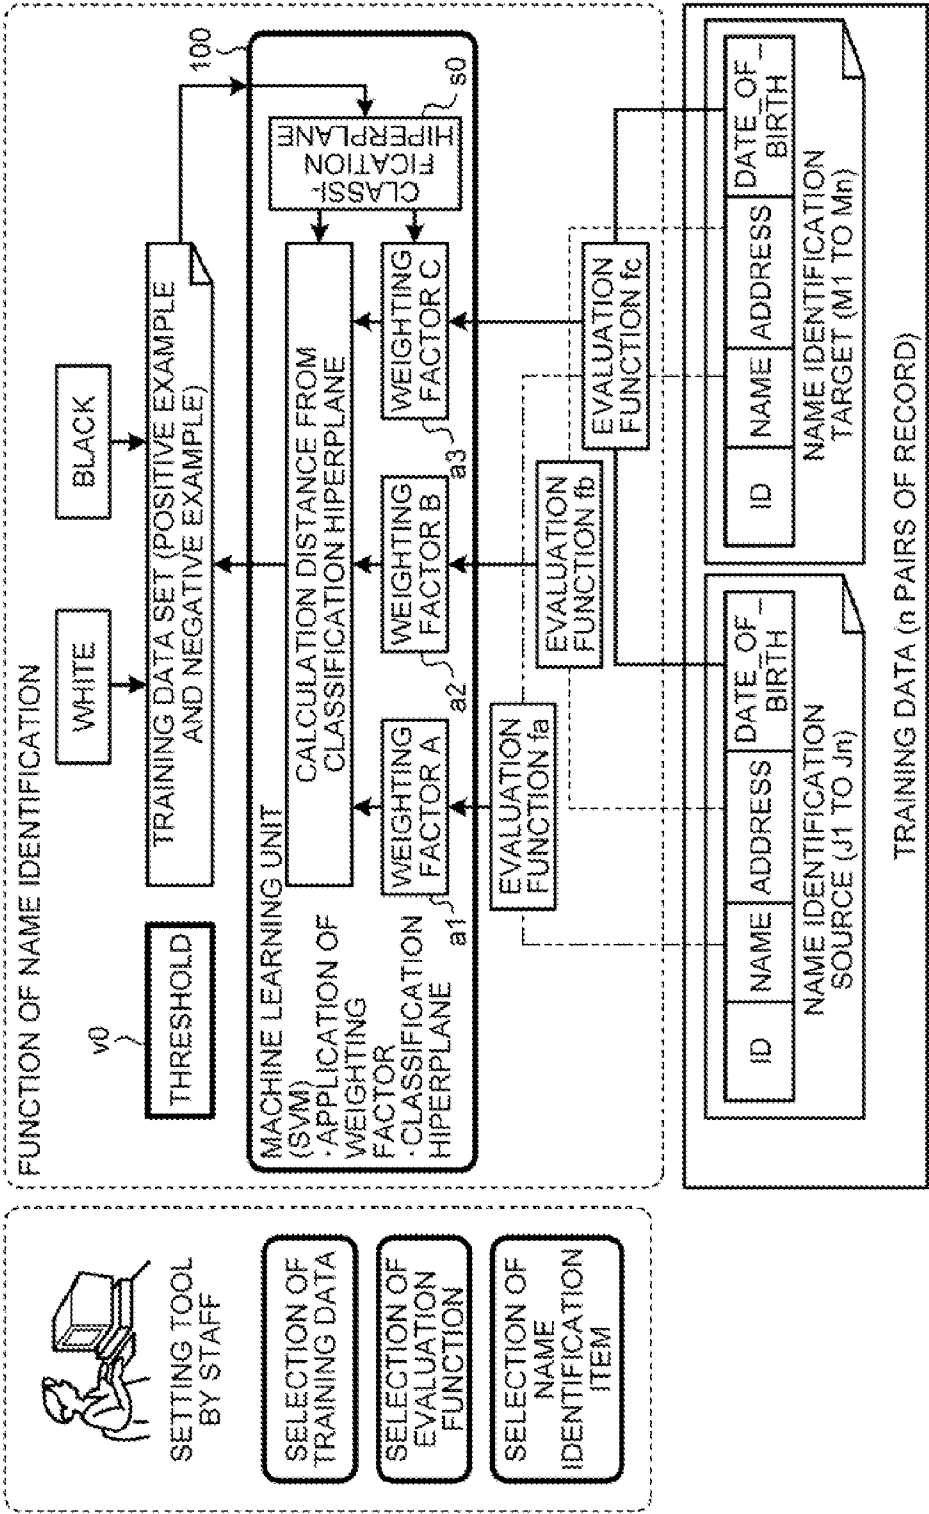 SETTING TOOL
BY STAFF
SELECTION OF
TRAINING DATA
SELECTION OF
EVALUATION
FUNCTION
SELECTION OF
NAME
IDENTIFICATION
ITEM
FUNCTION OF NAME IDENTIFICATION
v0
THRESHOLD
WHITE
BLACK
TRAINING DATA SET (POSITIVE EXAMPLE
AND NEGATIVE EXAMPLE)
100
MACHINE LEARNING UNIT
(SVM)
· APPLICATION OF
WEIGHTING
FACTOR
· CLASSIFICATION
HIPERPLANE
CALCULATION DISTANCE FROM
CLASSIFICATION HIPERPLANE
CLASSI-
FICATION
HIPERPLANE
s0
WEIGHTING
FACTOR A
a1
WEIGHTING
FACTOR B
a2
WEIGHTING
FACTOR C
a3
EVALUATION
FUNCTION fa
EVALUATION
FUNCTION fb
EVALUATION
FUNCTION fc
ID NAME ADDRESS DATE_OF_
BIRTH
NAME IDENTIFICATION
SOURCE (J1 TO Jn)
ID NAME ADDRESS DATE_OF_
BIRTH
NAME IDENTIFICATION
TARGET (M1 TO Mn)
TRAINING DATA (n PAIRS OF RECORD)